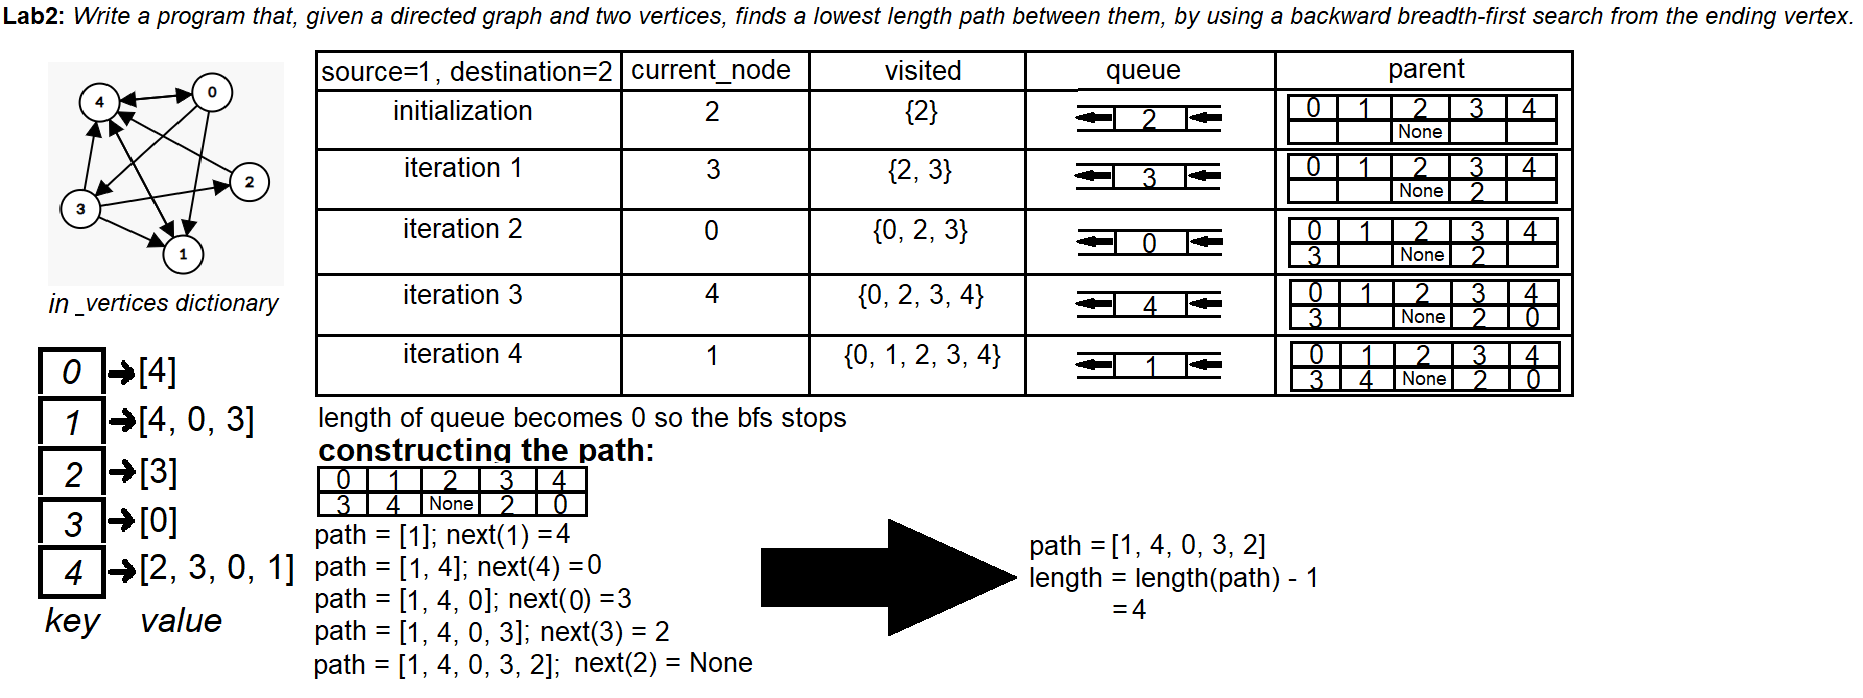 Lab2: Write a program that, given a directed graph and two vertices, finds a lowest length path between them, by using a backward breadth-first search from the ending vertex.
4
0
2
3
1
in _vertices dictionary
0 [4]
1 [4, 0, 3]
2 [3]
3 [0]
4 [2, 3, 0, 1]
key value
source=1, destination=2 current_node visited queue parent
initialization 2 {2} 2 0 1 2 3 4
None
iteration 1 3 {2, 3} 3 0 1 2 3 4
None 2
iteration 2 0 {0, 2, 3} 0 0 1 2 3 4
3 None 2
iteration 3 4 {0, 2, 3, 4} 4 0 1 2 3 4
3 None 2 0
iteration 4 1 {0, 1, 2, 3, 4} 1 0 1 2 3 4
3 4 None 2 0
length of queue becomes 0 so the bfs stops
constructing the path:
0 1 2 3 4
3 4 None 2 0
path = [1]; next(1) =4
path = [1, 4]; next(4) =0
path = [1, 4, 0]; next(0) =3
path = [1, 4, 0, 3]; next(3) = 2
path = [1, 4, 0, 3, 2]; next(2) = None
path = [1, 4, 0, 3, 2]
length = length(path) - 1
=4